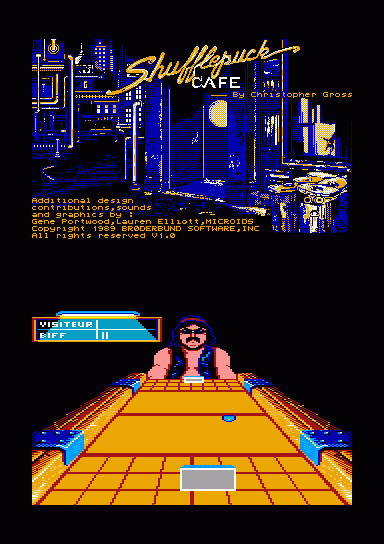 Shufflepuck
CAFE
By Christopher Gross
Additional design
contributions,sounds
and graphics by :
Gene Portwood,Lauren Elliott,MICROIDS
Copyright 1989 BRØDERBUND SOFTWARE,INC
All rights reserved V1.0
VISITEUR
BIFF ||